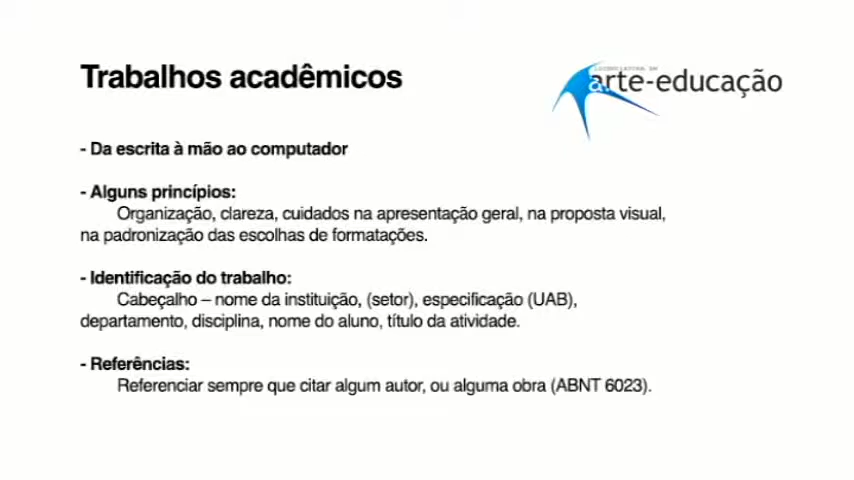 Trabalhos acadêmicos
arte-educação
- Da escrita à mão ao computador
- Alguns princípios:
Organização, clareza, cuidados na apresentação geral, na proposta visual,
na padronização das escolhas de formatações.
- Identificação do trabalho:
Cabeçalho – nome da instituição, (setor), especificação (UAB),
departamento, disciplina, nome do aluno, título da atividade.
- Referências:
Referenciar sempre que citar algum autor, ou alguma obra (ABNT 6023).